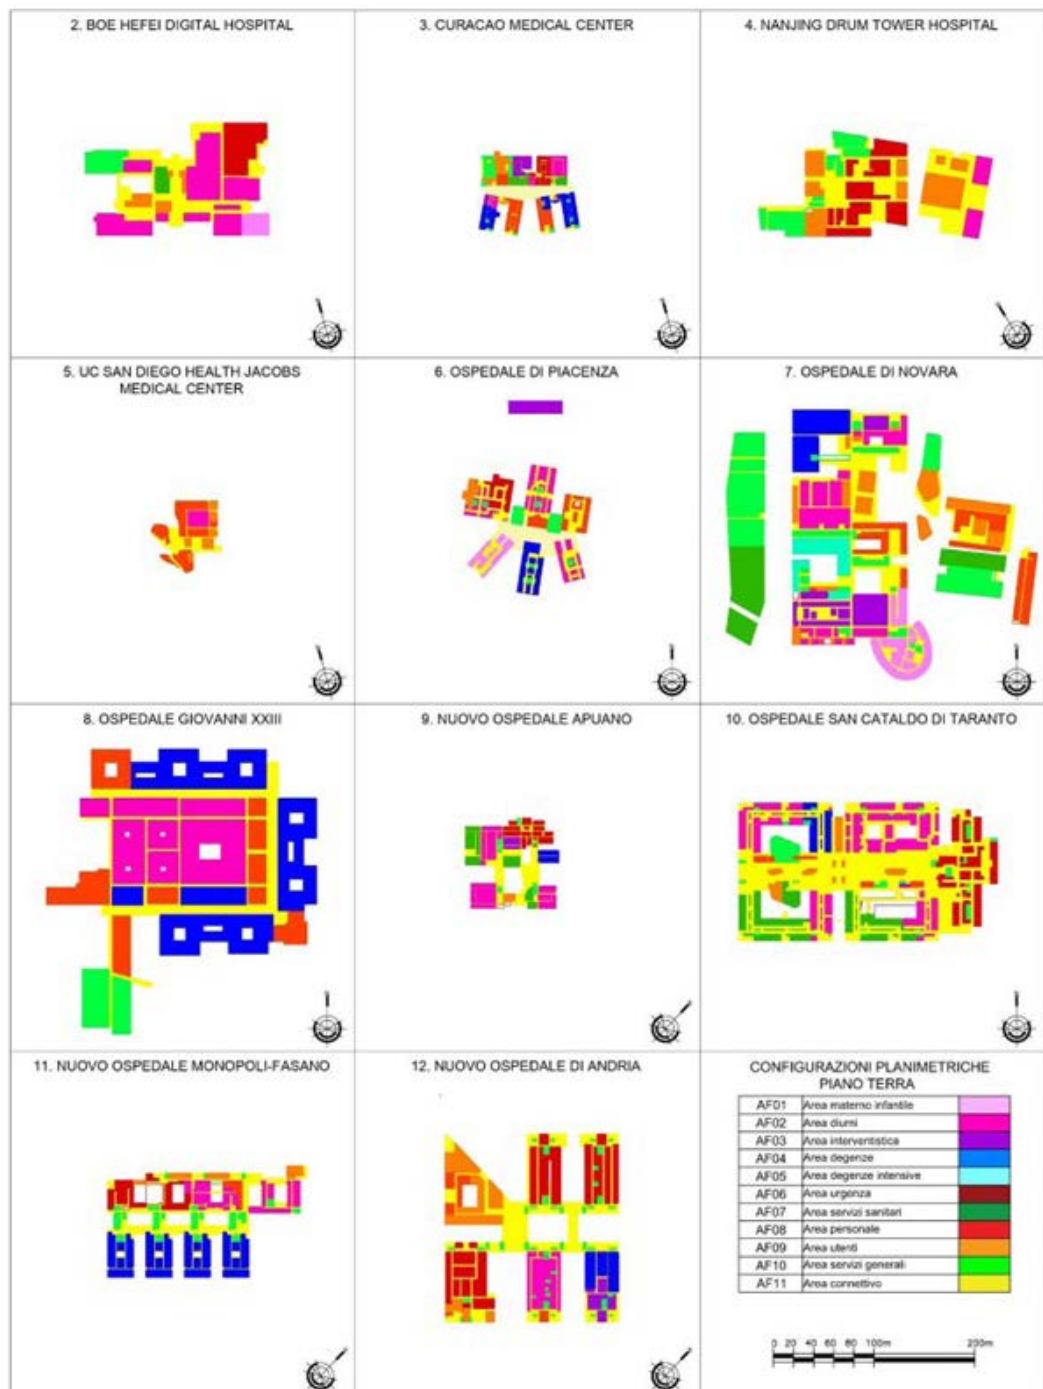 2. BOE HEFEI DIGITAL HOSPITAL
3. CURACAO MEDICAL CENTER
4. NANJING DRUM TOWER HOSPITAL
5. UC SAN DIEGO HEALTH JACOBS
MEDICAL CENTER
6. OSPEDALE DI PIACENZA
7. OSPEDALE DI NOVARA
8. OSPEDALE GIOVANNI XXIII
9. NUOVO OSPEDALE APUANO
10. OSPEDALE SAN CATALDO DI TARANTO
11. NUOVO OSPEDALE MONOPOLI-FASANO
12. NUOVO OSPEDALE DI ANDRIA
CONFIGURAZIONI PLANIMETRICHE
PIANO TERRA
AF01 Area materno infantile
AF02 Area diurni
AF03 Area interventistica
AF04 Area degenze
AF05 Area degenze intensive
AF06 Area urgenza
AF07 Area servizi sanitari
AF08 Area personale
AF09 Area utenti
AF10 Area servizi generali
AF11 Area connettivo
0 20 40 60 80 100m 200m